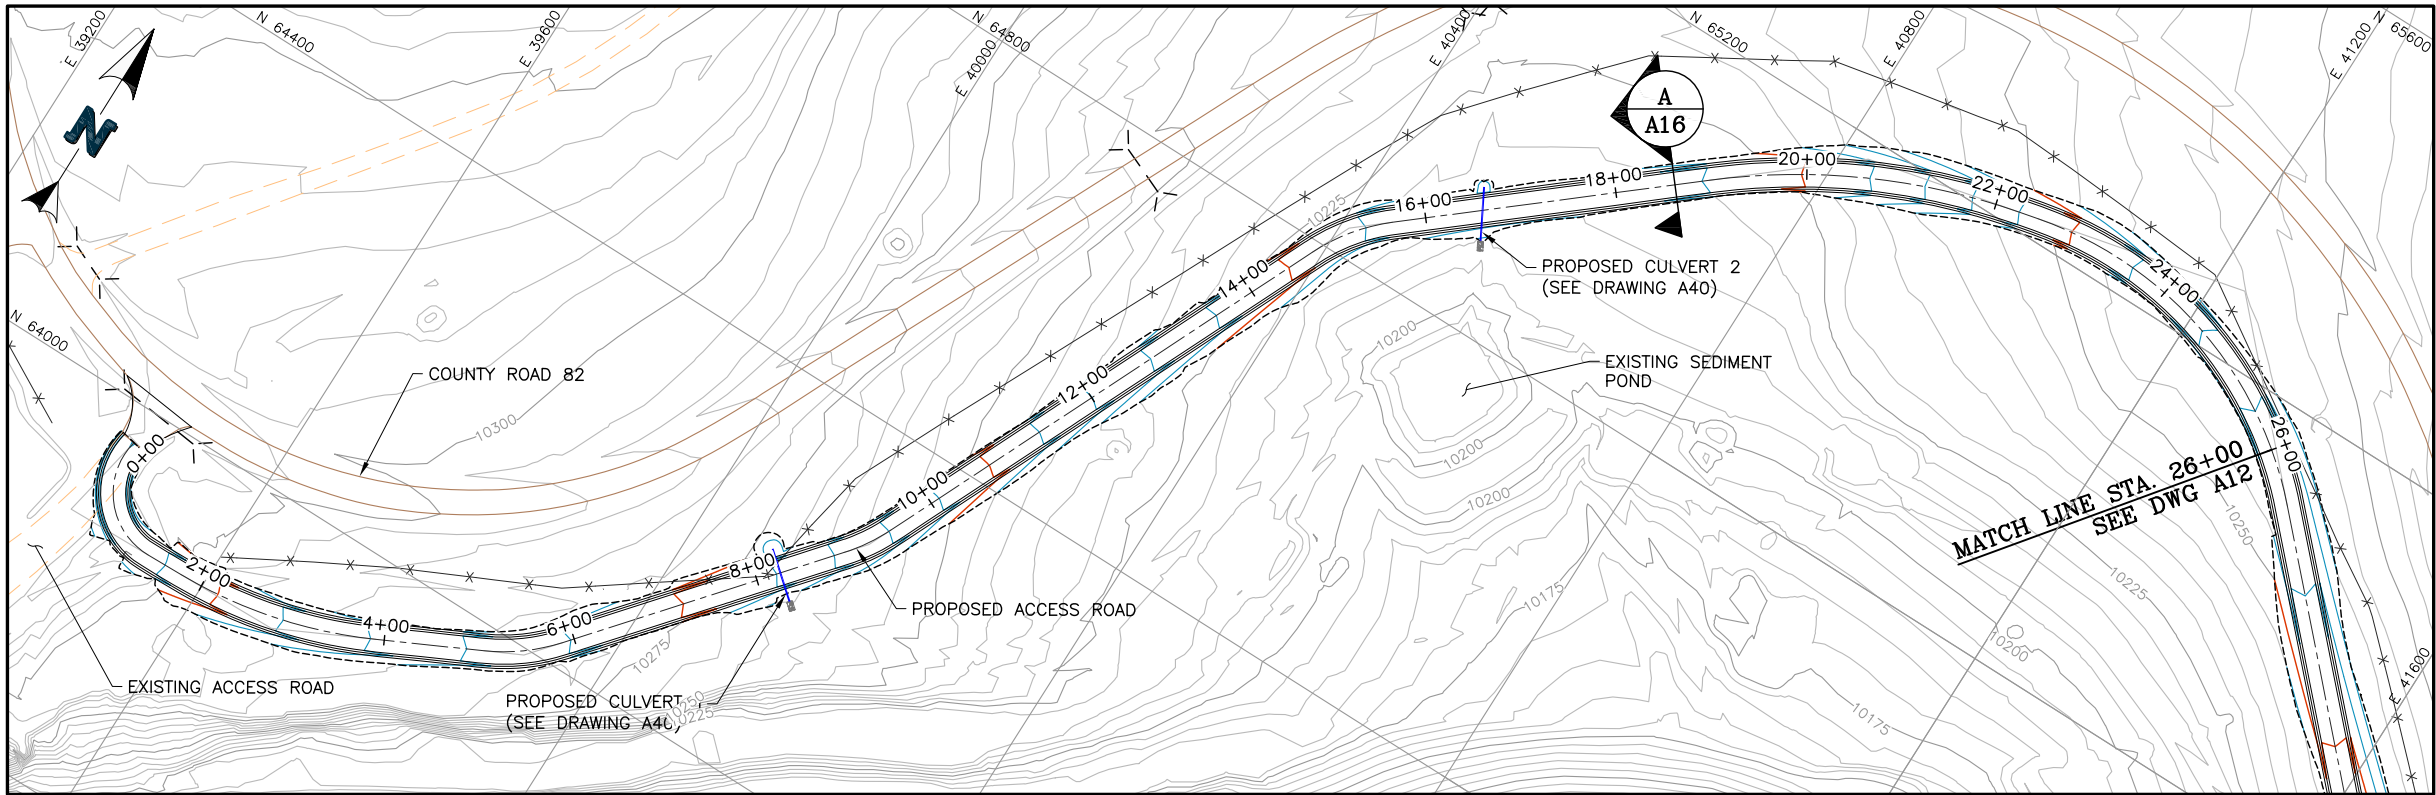 E 39200
N 64400
E 39600
N 64800
E 40000
E 40400
N 65200
E 40800
E 41200
N 65600
N
A
A16
N 64000
COUNTY ROAD 82
10300
0+00
2+00
4+00
6+00
8+00
10+00
12+00
14+00
16+00
18+00
20+00
22+00
24+00
26+00
10225
PROPOSED CULVERT 2
(SEE DRAWING A40)
10200
EXISTING SEDIMENT
POND
10200
10200
MATCH LINE STA. 26+00
SEE DWG A12
10250
10225
10175
10200
10175
E 41600
PROPOSED ACCESS ROAD
10275
EXISTING ACCESS ROAD
PROPOSED CULVERT
(SEE DRAWING A40)
10250
10225